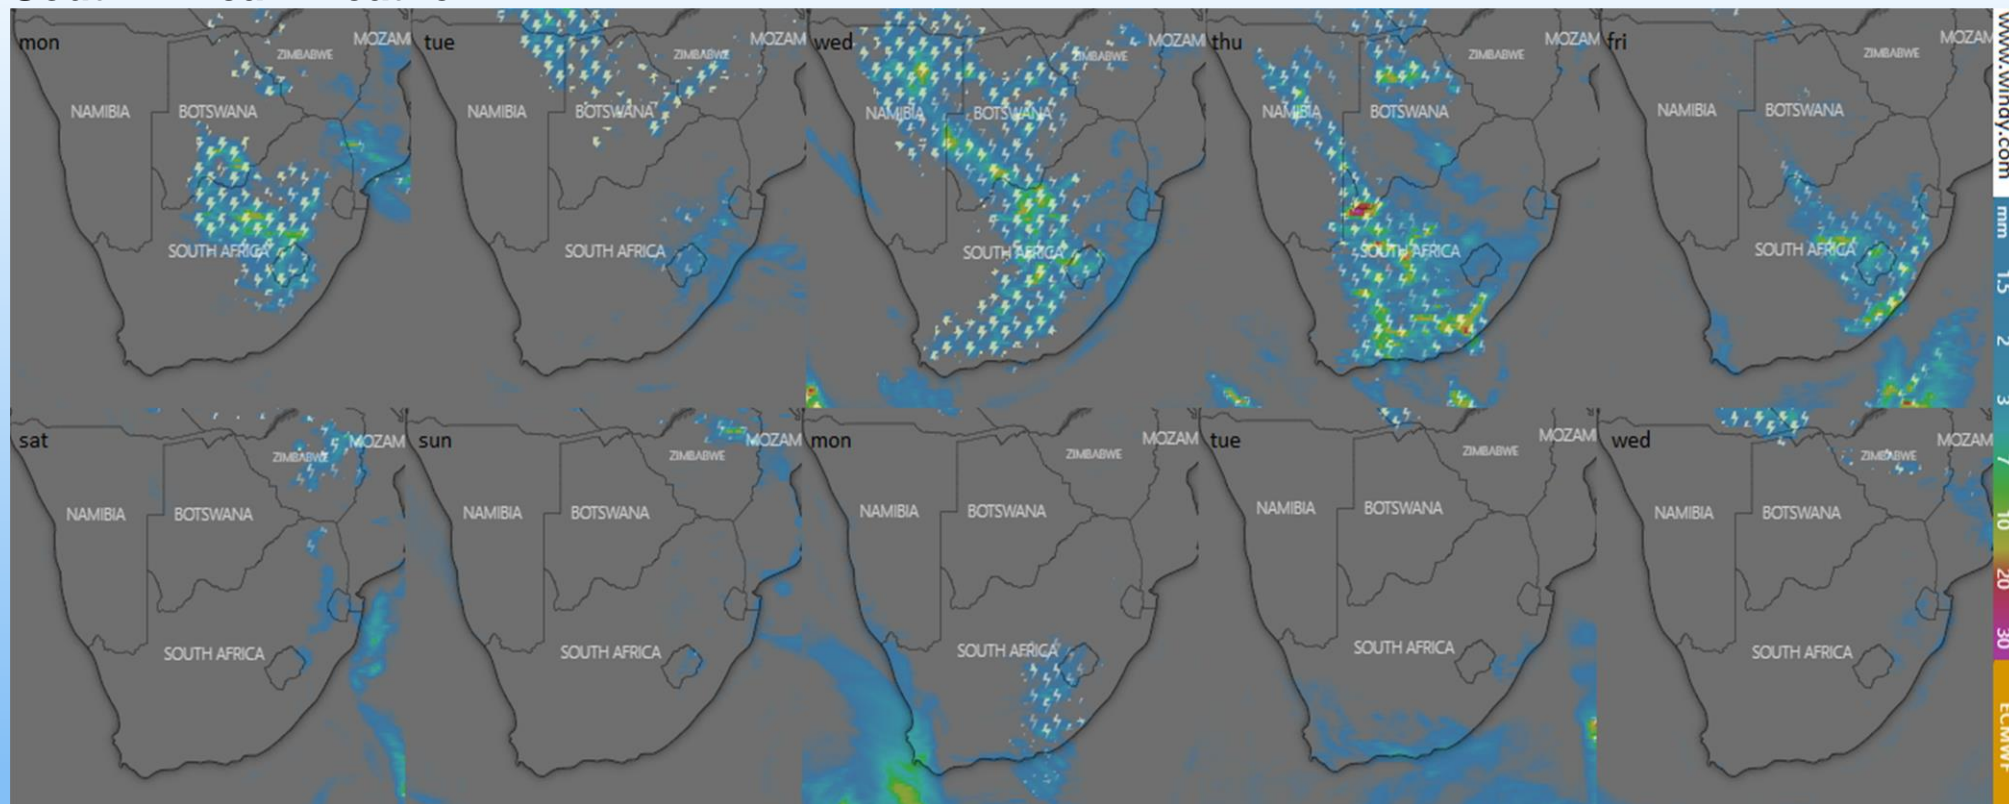 mon
ZIMBABWE
MOZAM
NAMIBIA
BOTSWANA
SOUTH AFRICA
tue
ZIMBABWE
MOZAM
NAMIBIA
BOTSWANA
SOUTH AFRICA
wed
ZIMBABWE
MOZAM
NAMIBIA
BOTSWANA
SOUTH AFRICA
thu
ZIMBABWE
MOZAM
NAMIBIA
BOTSWANA
SOUTH AFRICA
fri
ZIMBABWE
MOZAM
NAMIBIA
BOTSWANA
SOUTH AFRICA
sat
ZIMBABWE
MOZAM
NAMIBIA
BOTSWANA
SOUTH AFRICA
sun
ZIMBABWE
MOZAM
NAMIBIA
BOTSWANA
SOUTH AFRICA
mon
ZIMBABWE
MOZAM
NAMIBIA
BOTSWANA
SOUTH AFRICA
tue
ZIMBABWE
MOZAM
NAMIBIA
BOTSWANA
SOUTH AFRICA
wed
ZIMBABWE
MOZAM
NAMIBIA
BOTSWANA
SOUTH AFRICA
www.windy.com
mm 1.5 2 3 7 10 20 30 ECMWF